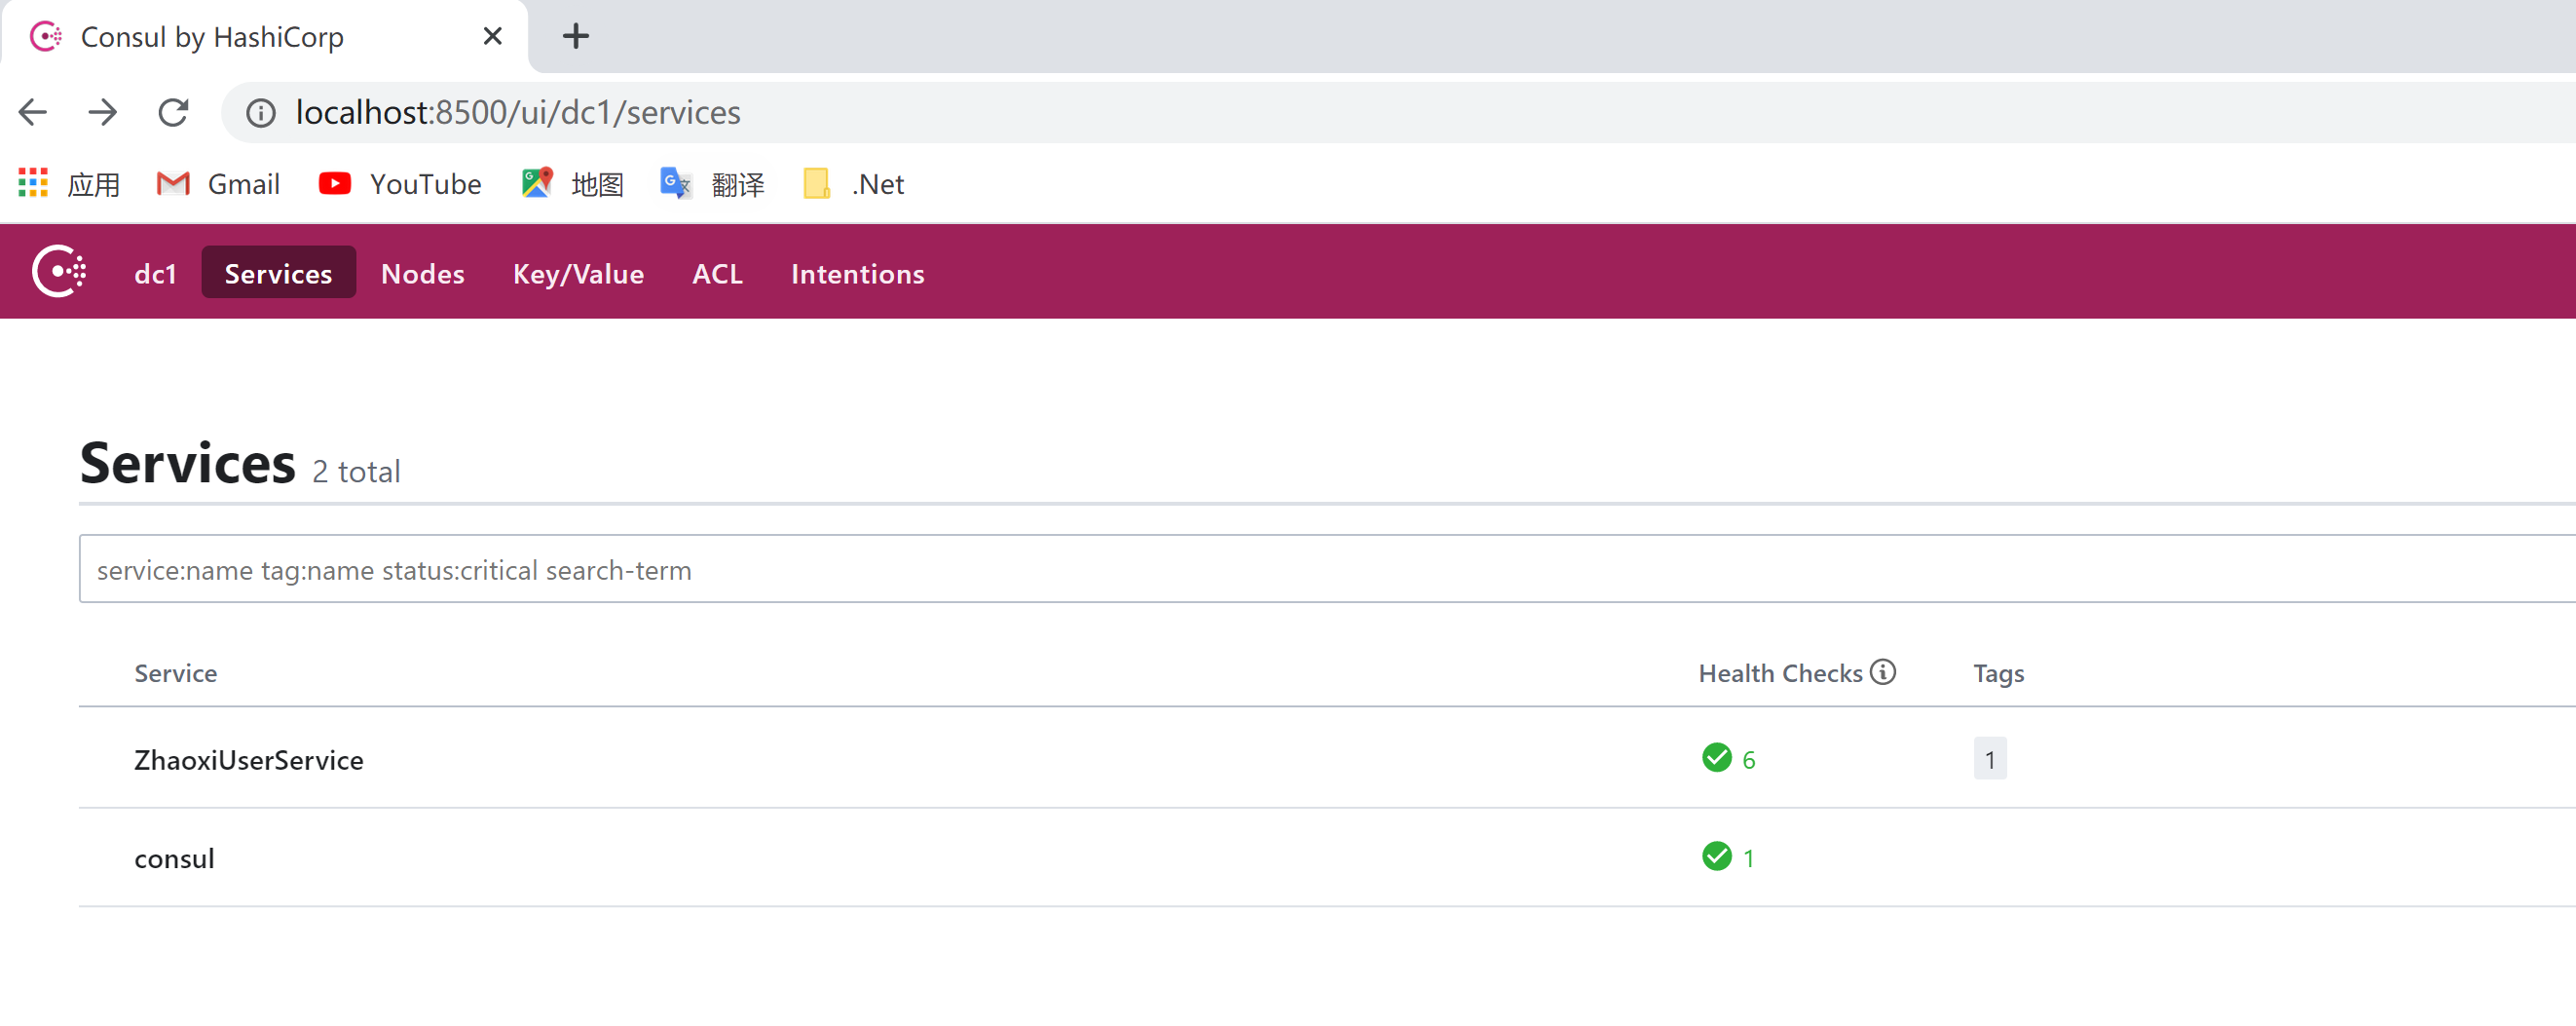 Consul by HashiCorp
localhost:8500/ui/dc1/services
应用 Gmail YouTube 地图 翻译 .Net
dc1 Services Nodes Key/Value ACL Intentions
Services 2 total
service:name tag:name status:critical search-term
Service Health Checks Tags
ZhaoxiUserService 6 1
consul 1